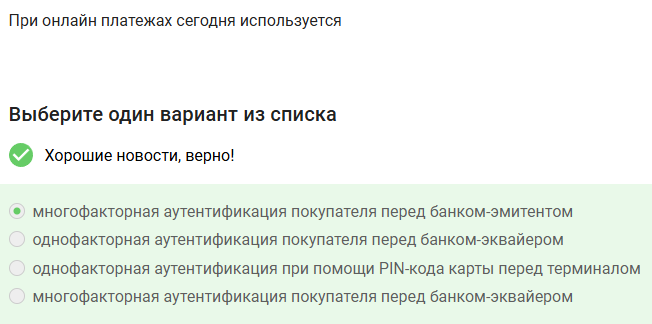 При онлайн платежах сегодня используется
Выберите один вариант из списка
Хорошие новости, верно!
многофакторная аутентификация покупателя перед банком-эмитентом
однофакторная аутентификация покупателя перед банком-эквайером
однофакторная аутентификация при помощи PIN-кода карты перед терминалом
многофакторная аутентификация покупателя перед банком-эквайером